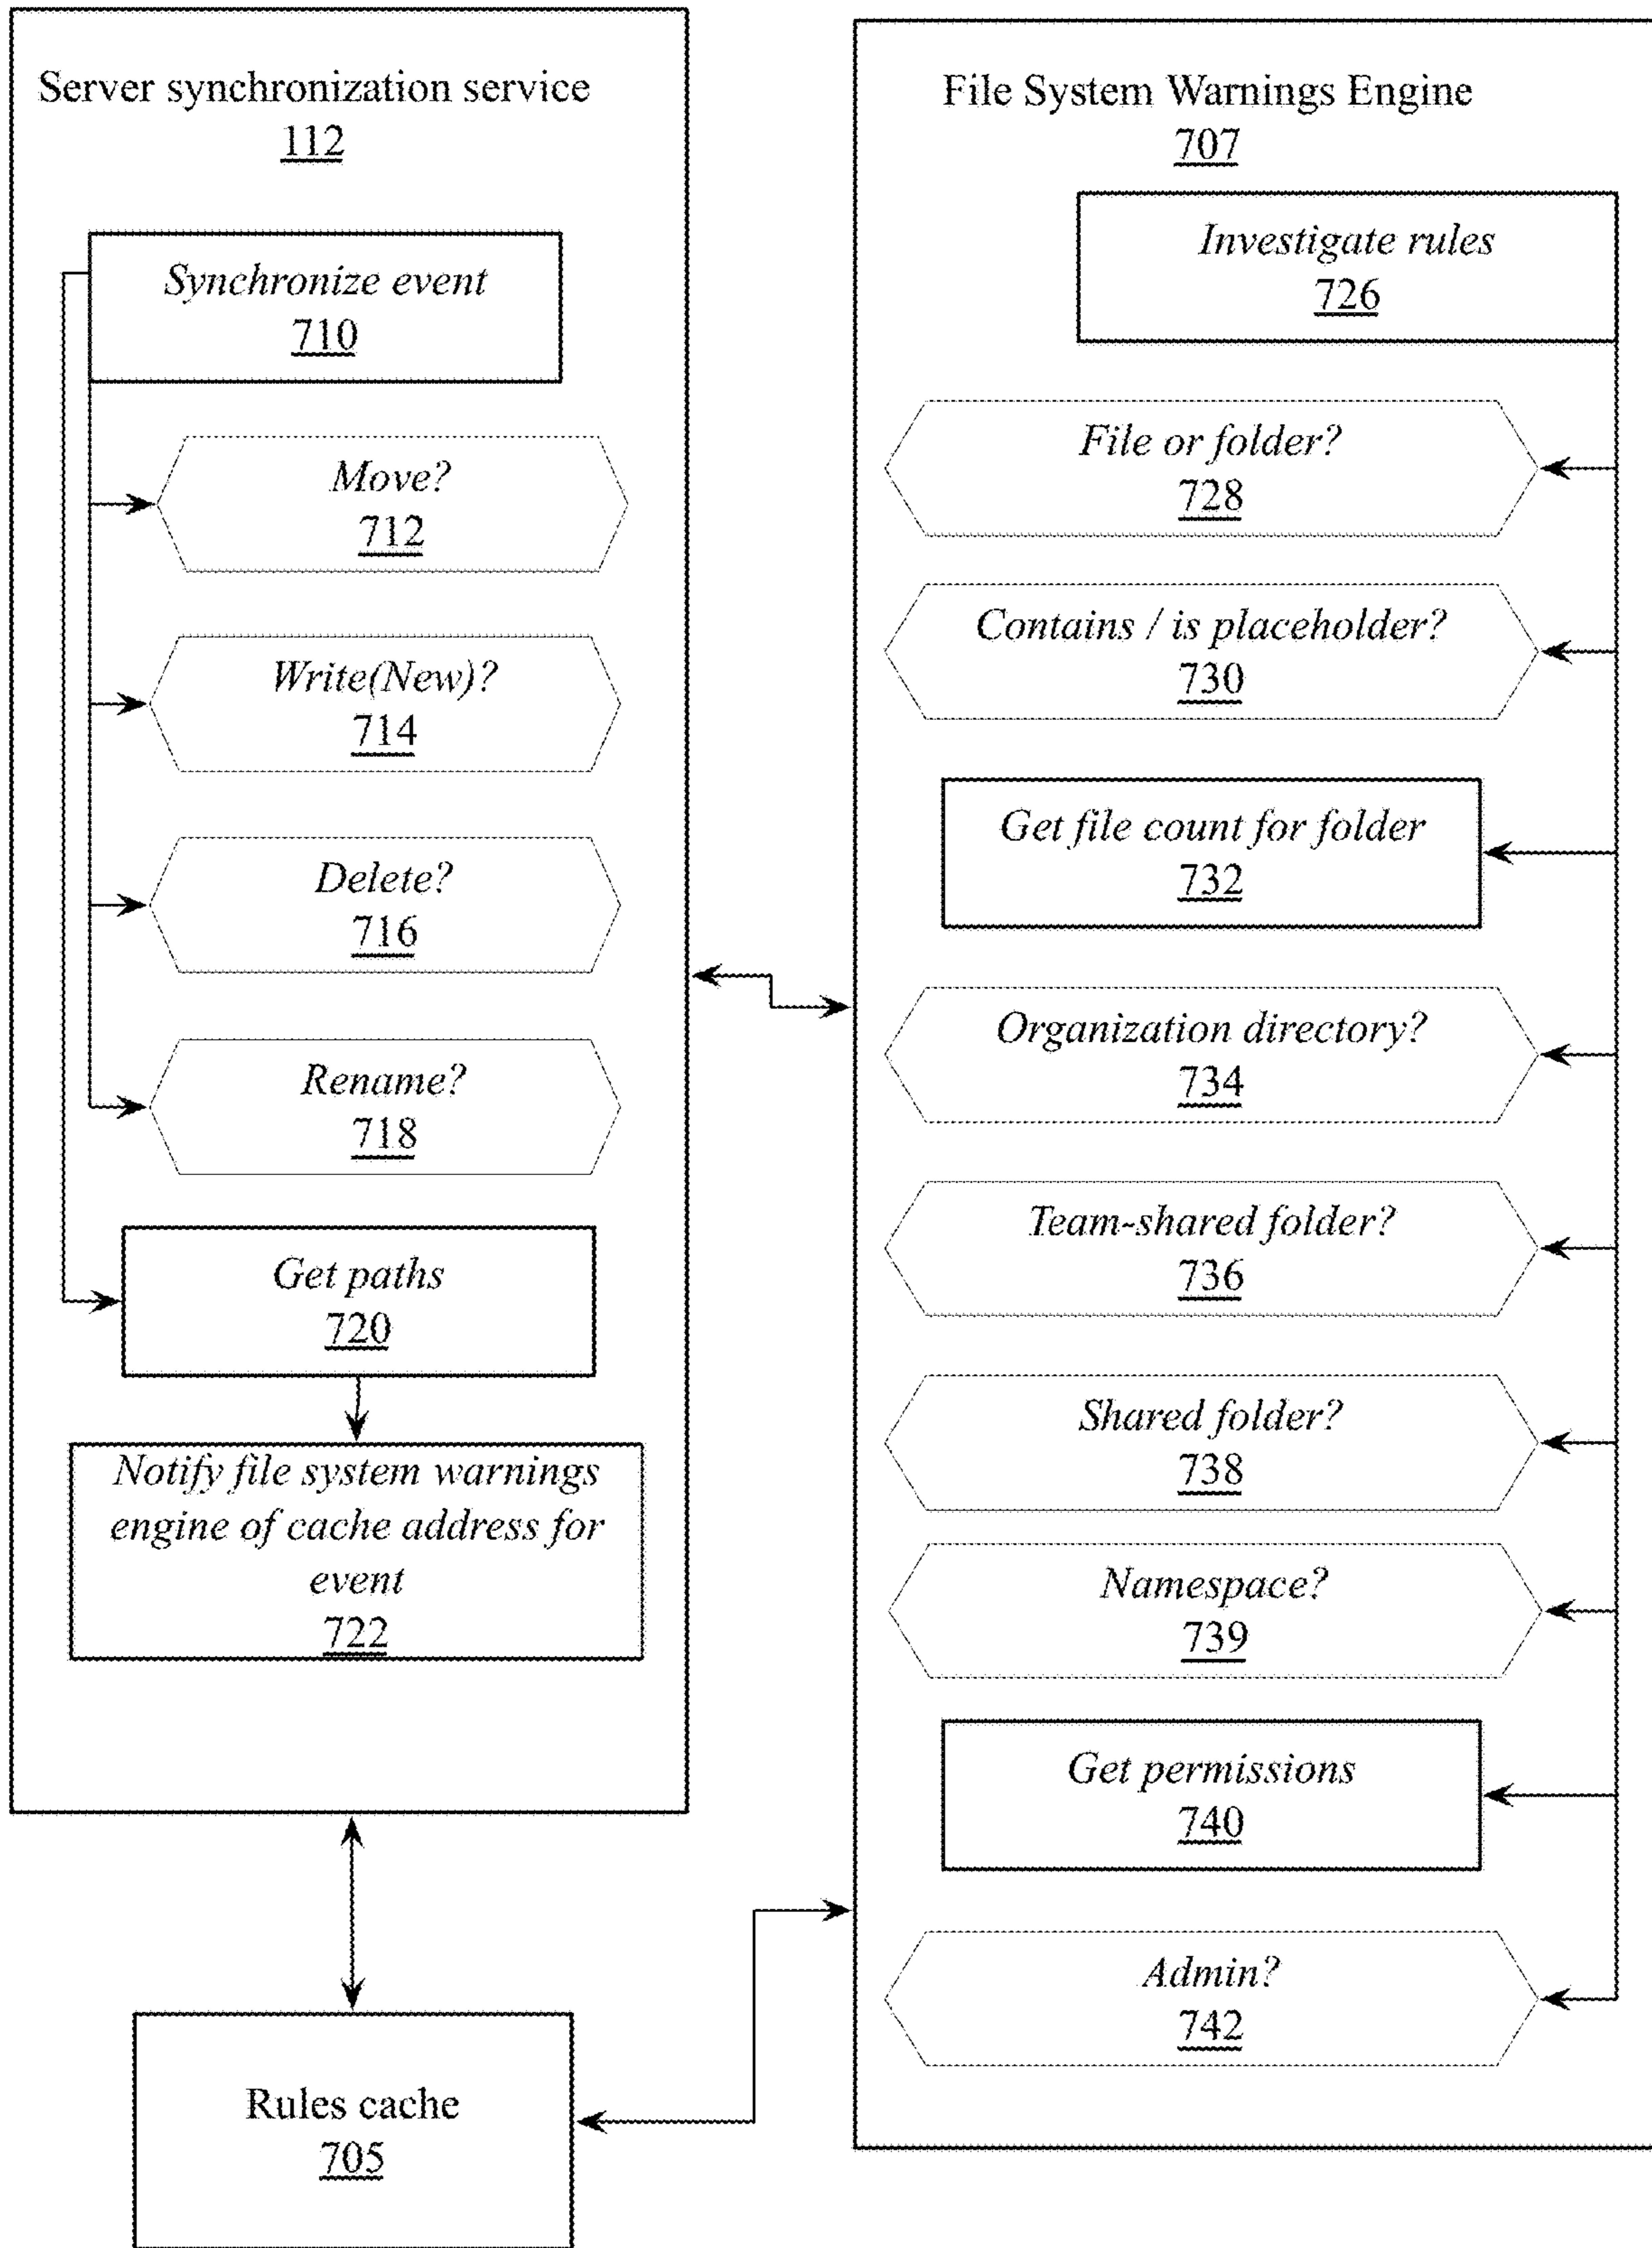 Server synchronization service
112
Synchronize event
710
Move?
712
Write(New)?
714
Delete?
716
Rename?
718
Get paths
720
Notify file system warnings
engine of cache address for
event
722
Rules cache
705
File System Warnings Engine
707
Investigate rules
726
File or folder?
728
Contains / is placeholder?
730
Get file count for folder
732
Organization directory?
734
Team-shared folder?
736
Shared folder?
738
Namespace?
739
Get permissions
740
Admin?
742